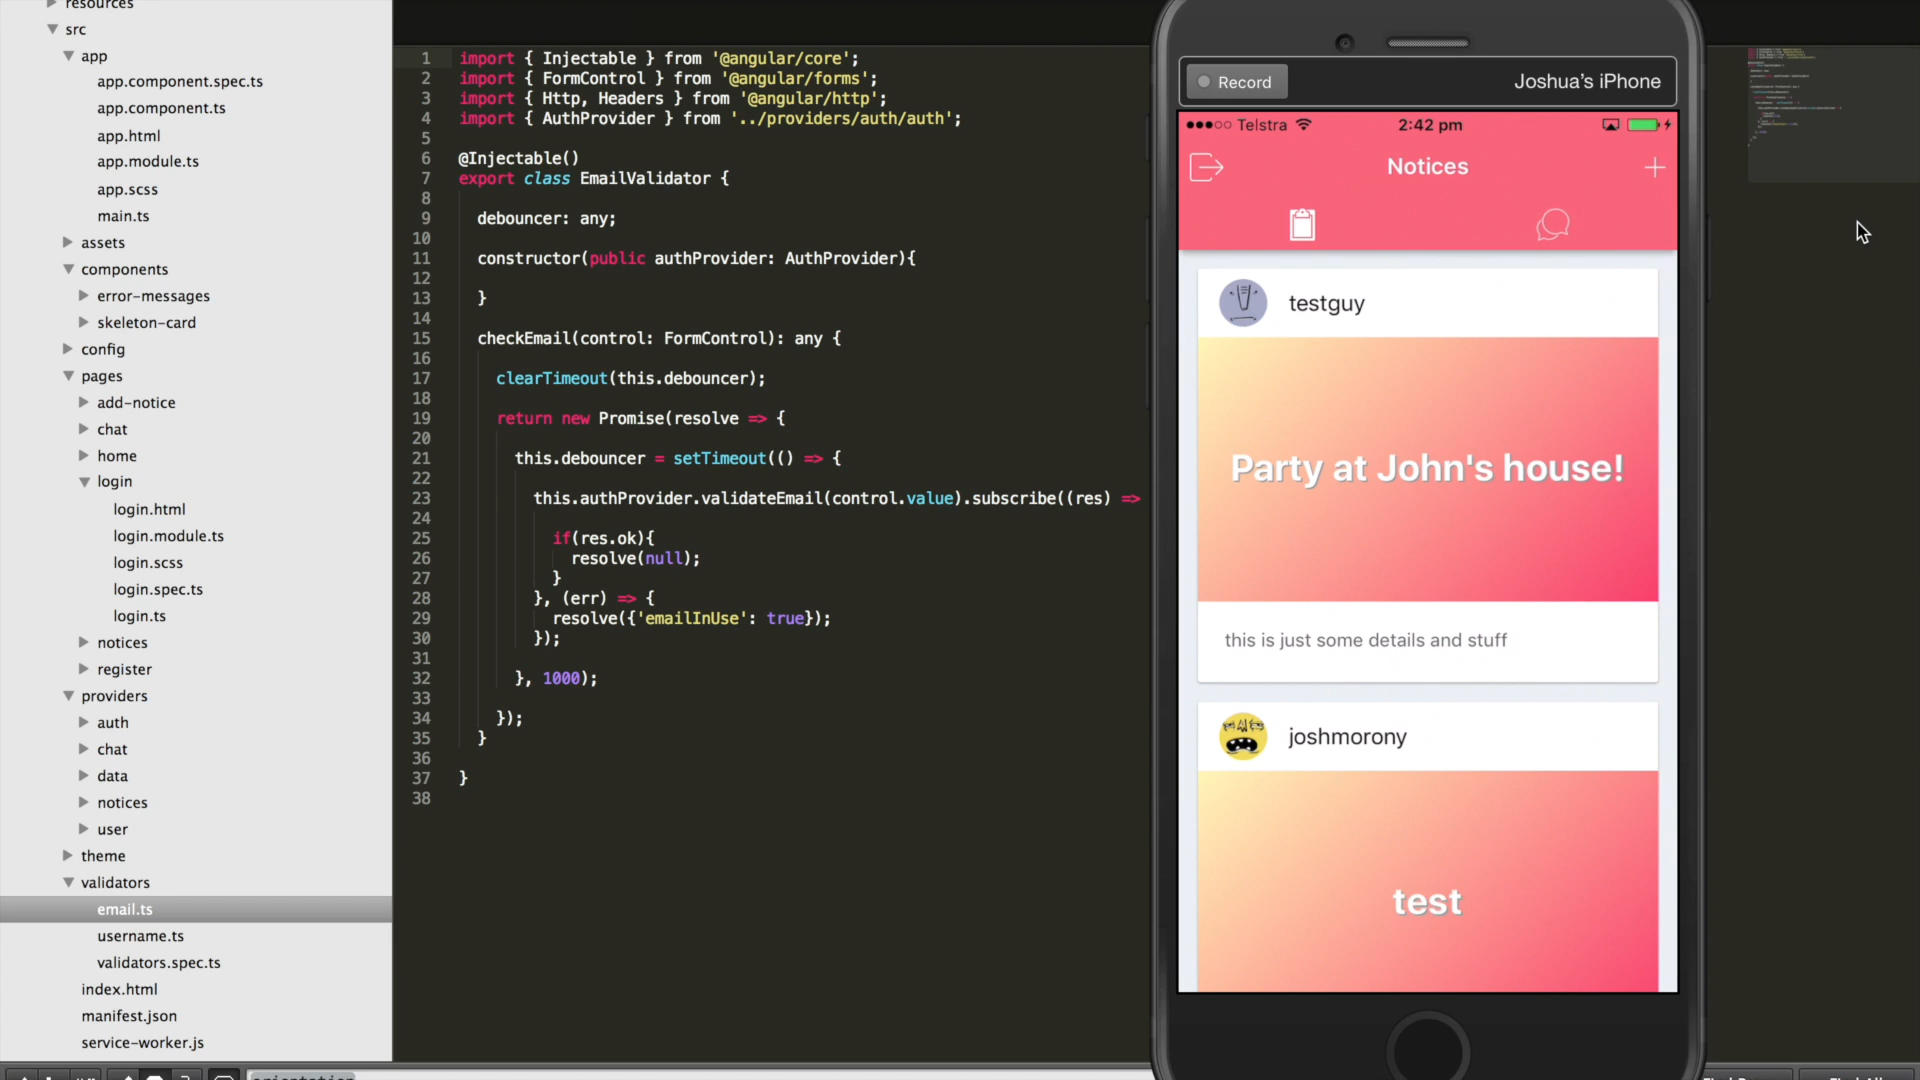 resources
src
app
app.component.spec.ts
app.component.ts
app.html
app.module.ts
app.scss
main.ts
assets
components
error-messages
skeleton-card
config
pages
add-notice
chat
home
login
login.html
login.module.ts
login.scss
login.spec.ts
login.ts
notices
register
providers
auth
chat
data
notices
user
theme
validators
email.ts
username.ts
validators.spec.ts
index.html
manifest.json
service-worker.js
1 import { Injectable } from '@angular/core';
2 import { FormControl } from '@angular/forms';
3 import { Http, Headers } from '@angular/http';
4 import { AuthProvider } from '../providers/auth/auth';
5
6 @Injectable()
7 export class EmailValidator {
8
9 debouncer: any;
10
11 constructor(public authProvider: AuthProvider){
12
13 }
14
15 checkEmail(control: FormControl): any {
16
17 clearTimeout(this.debouncer);
18
19 return new Promise(resolve => {
20
21 this.debouncer = setTimeout(() => {
22
23 this.authProvider.validateEmail(control.value).subscribe((res) =>
24
25 if(res.ok){
26 resolve(null);
27 }
28 }, (err) => {
29 resolve({'emailInUse': true});
30 });
31
32 }, 1000);
33
34 });
35 }
36
37 }
38
Record Joshua's iPhone
Telstra 2:42 pm
Notices
testguy
Party at John's house!
this is just some details and stuff
joshmorony
test